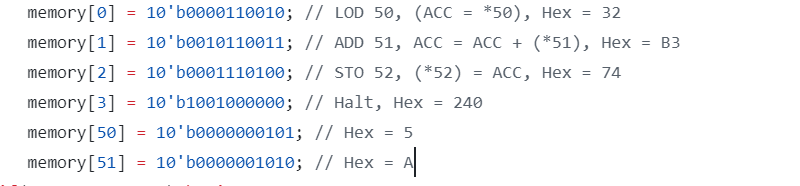 memory[0] = 10'b0000110010; // LOD 50, (ACC = *50), Hex = 32
memory[1] = 10'b0010110011; // ADD 51, ACC = ACC + (*51), Hex = B3
memory[2] = 10'b0001110100; // STO 52, (*52) = ACC, Hex = 74
memory[3] = 10'b1001000000; // Halt, Hex = 240
memory[50] = 10'b0000000101; // Hex = 5
memory[51] = 10'b0000001010; // Hex = A